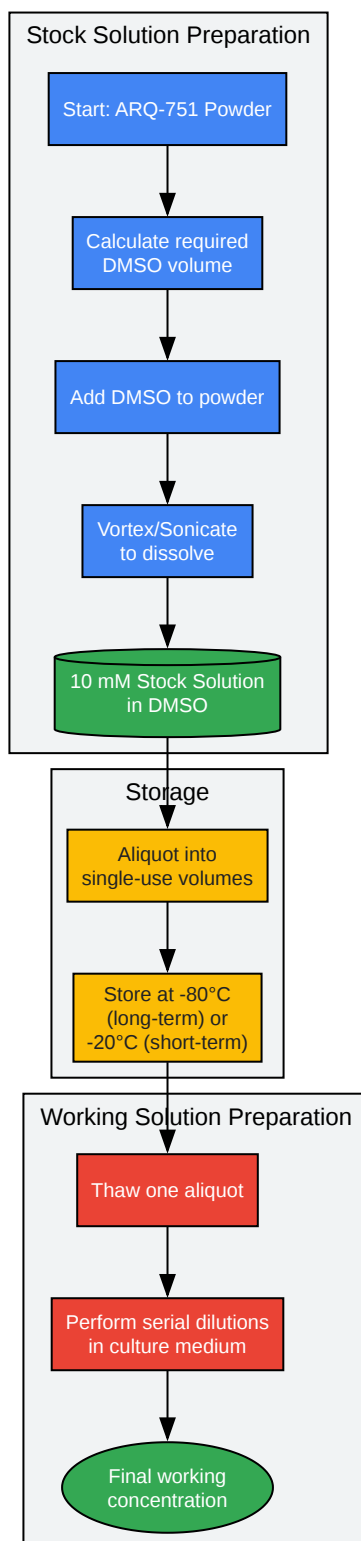 Stock Solution Preparation
Start: ARQ-751 Powder
Calculate required
DMSO volume
Add DMSO to powder
Vortex/Sonicate
to dissolve
10 mM Stock Solution
in DMSO
Storage
Aliquot into
single-use volumes
Store at -80°C
(long-term) or
-20°C (short-term)
Working Solution Preparation
Thaw one aliquot
Perform serial dilutions
in culture medium
Final working
concentration